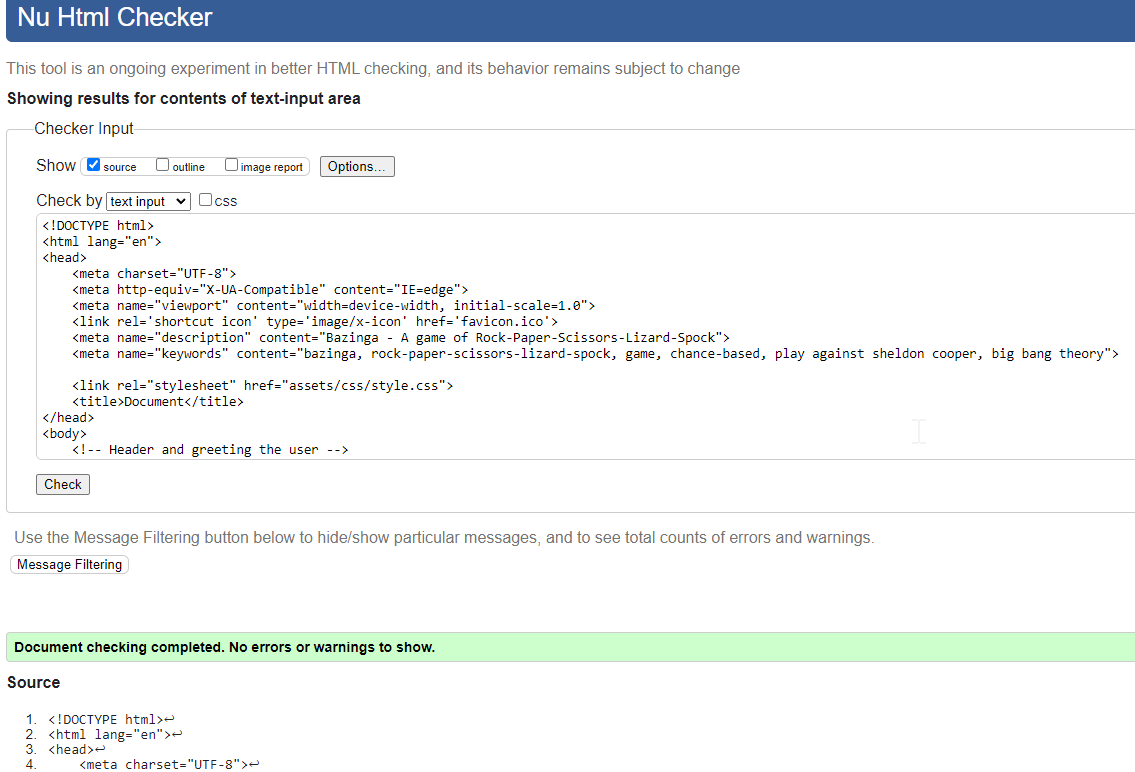 Nu Html Checker
This tool is an ongoing experiment in better HTML checking, and its behavior remains subject to change
Showing results for contents of text-input area
Checker Input
Show source outline image report Options...
Check by text input css
<!DOCTYPE html>
<html lang="en">
<head>
    <meta charset="UTF-8">
    <meta http-equiv="X-UA-Compatible" content="IE=edge">
    <meta name="viewport" content="width=device-width, initial-scale=1.0">
    <link rel='shortcut icon' type='image/x-icon' href='favicon.ico'>
    <meta name="description" content="Bazinga - A game of Rock-Paper-Scissors-Lizard-Spock">
    <meta name="keywords" content="bazinga, rock-paper-scissors-lizard-spock, game, chance-based, play against sheldon cooper, big bang theory">
    <link rel="stylesheet" href="assets/css/style.css">
    <title>Document</title>
</head>
<body>
    <!-- Header and greeting the user -->
Check
Use the Message Filtering button below to hide/show particular messages, and to see total counts of errors and warnings.
Message Filtering
Document checking completed. No errors or warnings to show.
Source
1. <!DOCTYPE html>↩
2. <html lang="en">↩
3. <head>↩
4.     <meta charset="UTF-8">↩